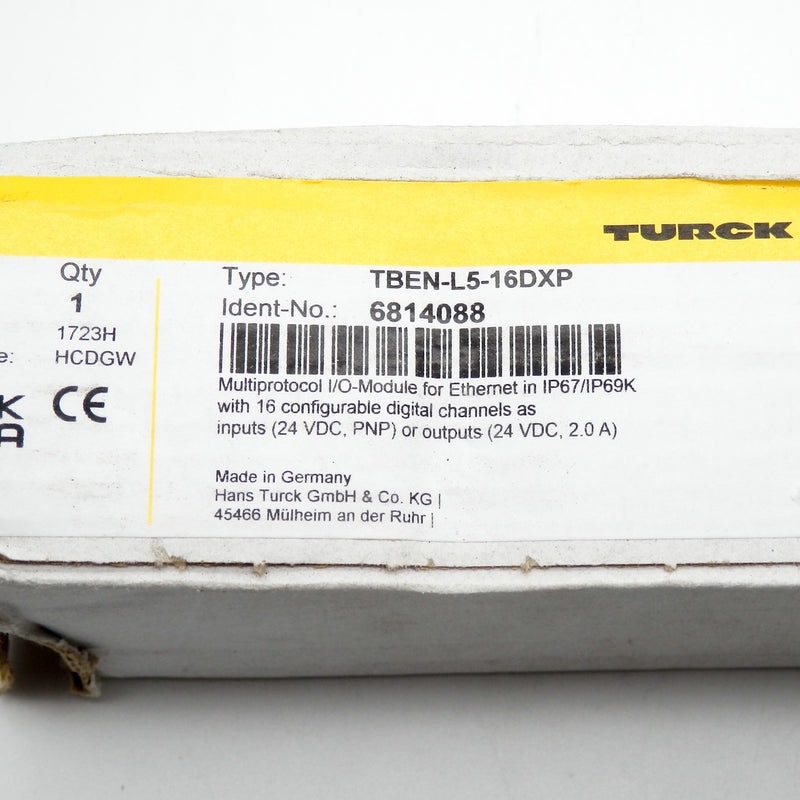 TURCK
Qty
1
1723H
e: HCDGW
K
A
CE
Type: TBEN-L5-16DXP
Ident-No.: 6814088
Multiprotocol I/O-Module for Ethernet in IP67/IP69K
with 16 configurable digital channels as
inputs (24 VDC, PNP) or outputs (24 VDC, 2.0 A)
Made in Germany
Hans Turck GmbH & Co. KG |
45466 Mülheim an der Ruhr |